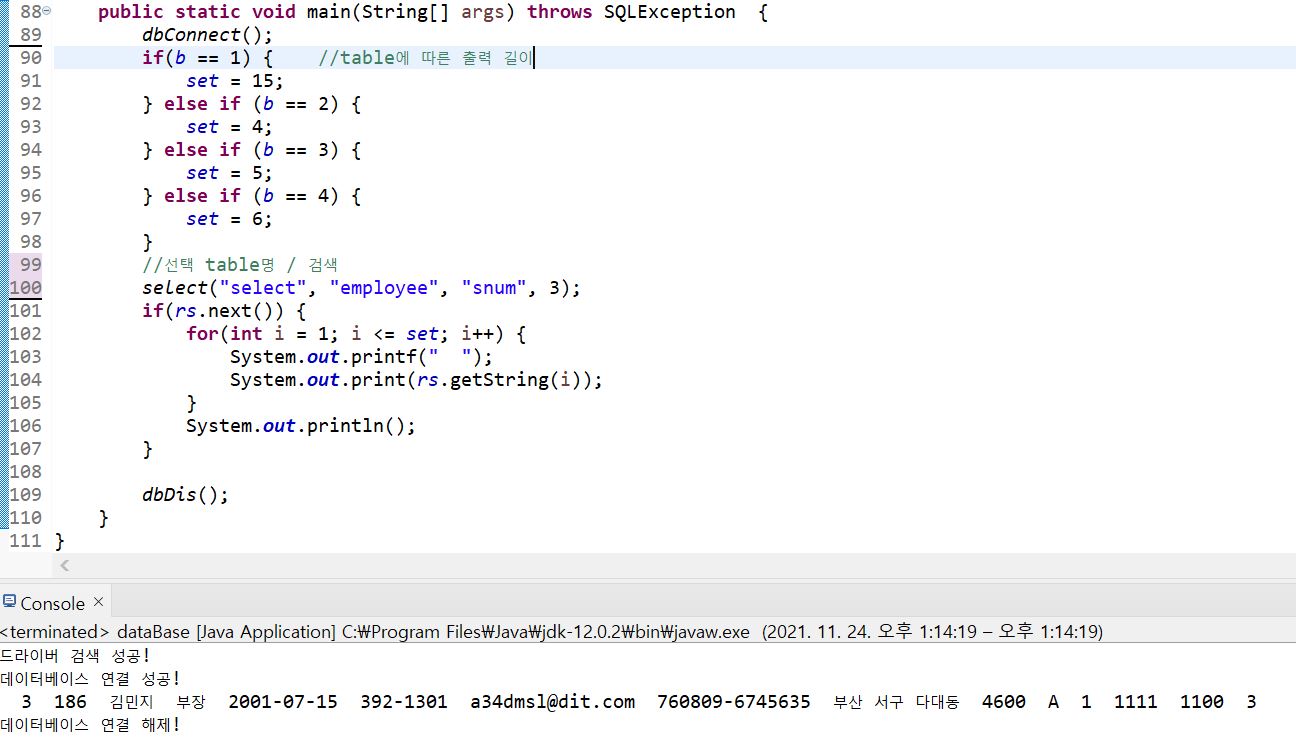 88 public static void main(String[] args) throws SQLException {
89 dbConnect();
90 if(b == 1) { //table에 따른 출력 길이
91 set = 15;
92 } else if (b == 2) {
93 set = 4;
94 } else if (b == 3) {
95 set = 5;
96 } else if (b == 4) {
97 set = 6;
98 }
99 //선택 table명 / 검색
100 select("select", "employee", "snum", 3);
101 if(rs.next()) {
102 for(int i = 1; i <= set; i++) {
103 System.out.printf("  ");
104 System.out.print(rs.getString(i));
105 }
106 System.out.println();
107 }
108
109 dbDis();
110 }
111 }
Console
<terminated> dataBase [Java Application] C:₩Program Files₩Java₩jdk-12.0.2₩bin₩javaw.exe (2021. 11. 24. 오후 1:14:19 – 오후 1:14:19)
드라이버 검색 성공!
데이터베이스 연결 성공!
3 186 김민지 부장 2001-07-15 392-1301 a34dmsl@dit.com 760809-6745635 부산 서구 다대동 4600 A 1 1111 1100 3
데이터베이스 연결 해제!